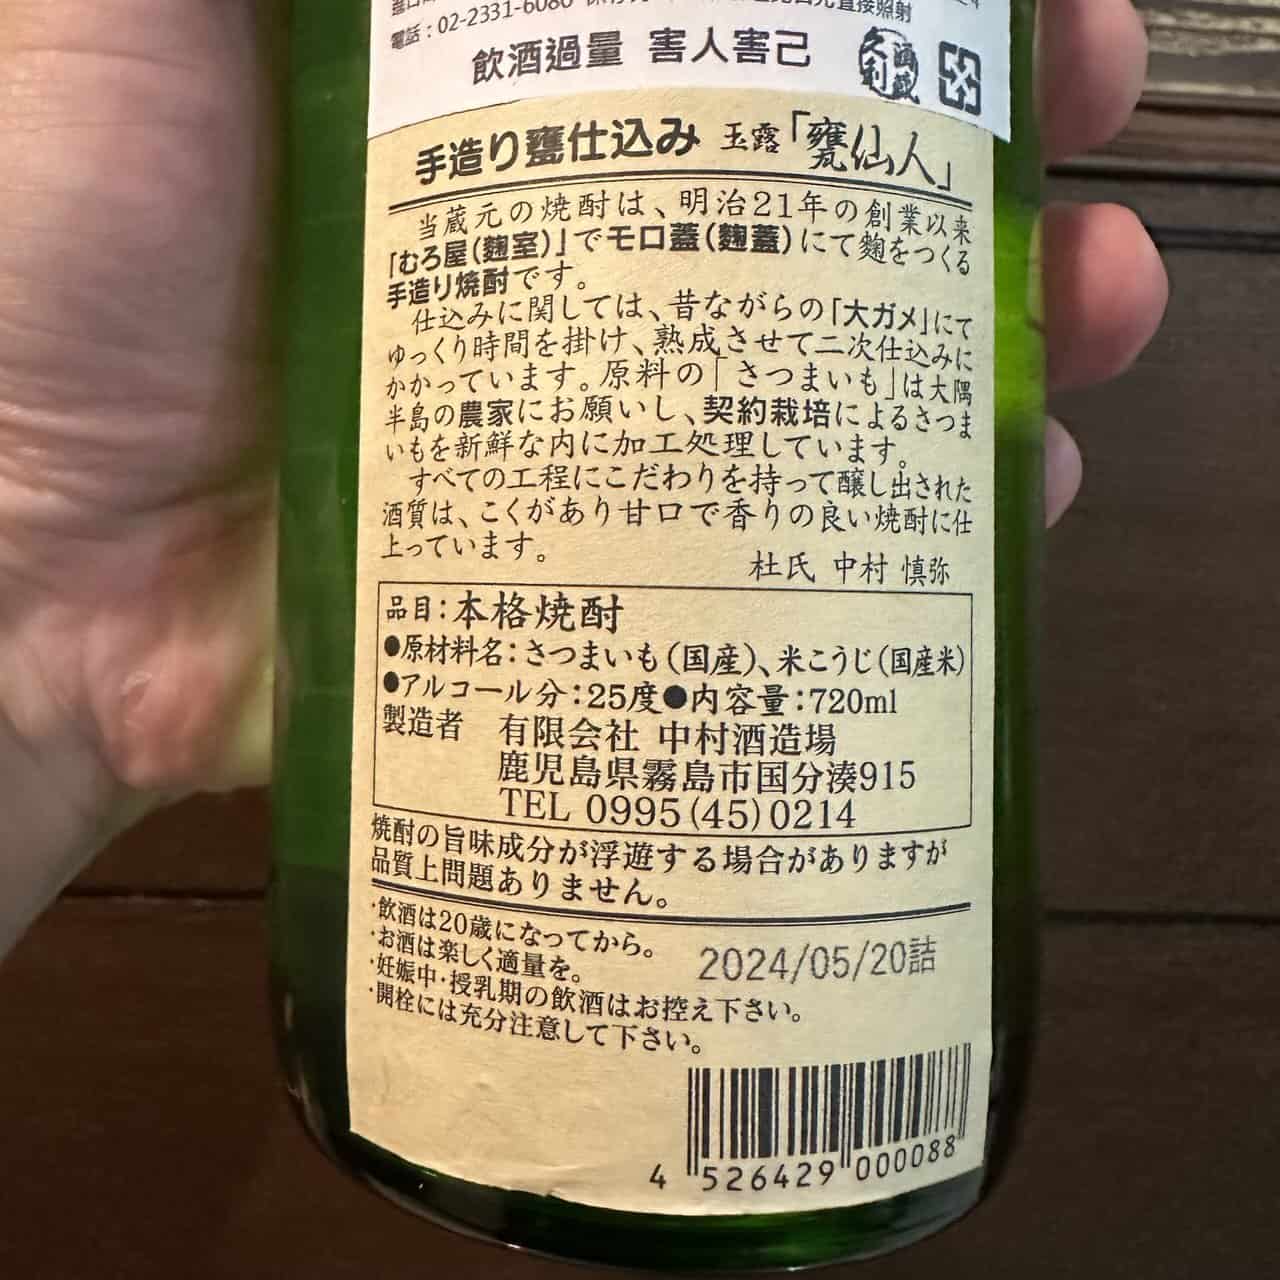 電話：02-2331-6086
直接照射
飲酒過量 害人害己
手造り甕仕込み 玉露「甕仙人」
当蔵元の焼酎は、明治21年の創業以来
「むろ屋(麹室)」でモロ蓋(麹蓋)にて麹をつくる
手造り焼酎です。
仕込みに関しては、昔ながらの「大ガメ」にて
ゆっくり時間を掛け、熟成させて二次仕込みに
かかっています。原料の「さつまいも」は大隅
半島の農家にお願いし、契約栽培によるさつま
いもを新鮮な内に加工処理しています。
すべての工程にこだわりを持って醸し出された
酒質は、こくがあり甘口で香りの良い焼酎に仕
上っています。
杜氏 中村 慎弥
品目：本格焼酎
●原材料名：さつまいも(国産)、米こうじ(国産米)
●アルコール分：25度●内容量：720ml
製造者 有限会社 中村酒造場
鹿児島県霧島市国分湊915
TEL 0995(45)0214
焼酎の旨味成分が浮遊する場合がありますが
品質上問題ありません。
・飲酒は20歳になってから。
・お酒は楽しく適量を。
2024/05/20詰
・妊娠中・授乳期の飲酒はお控え下さい。
・開栓には充分注意して下さい。
4 526429 000088